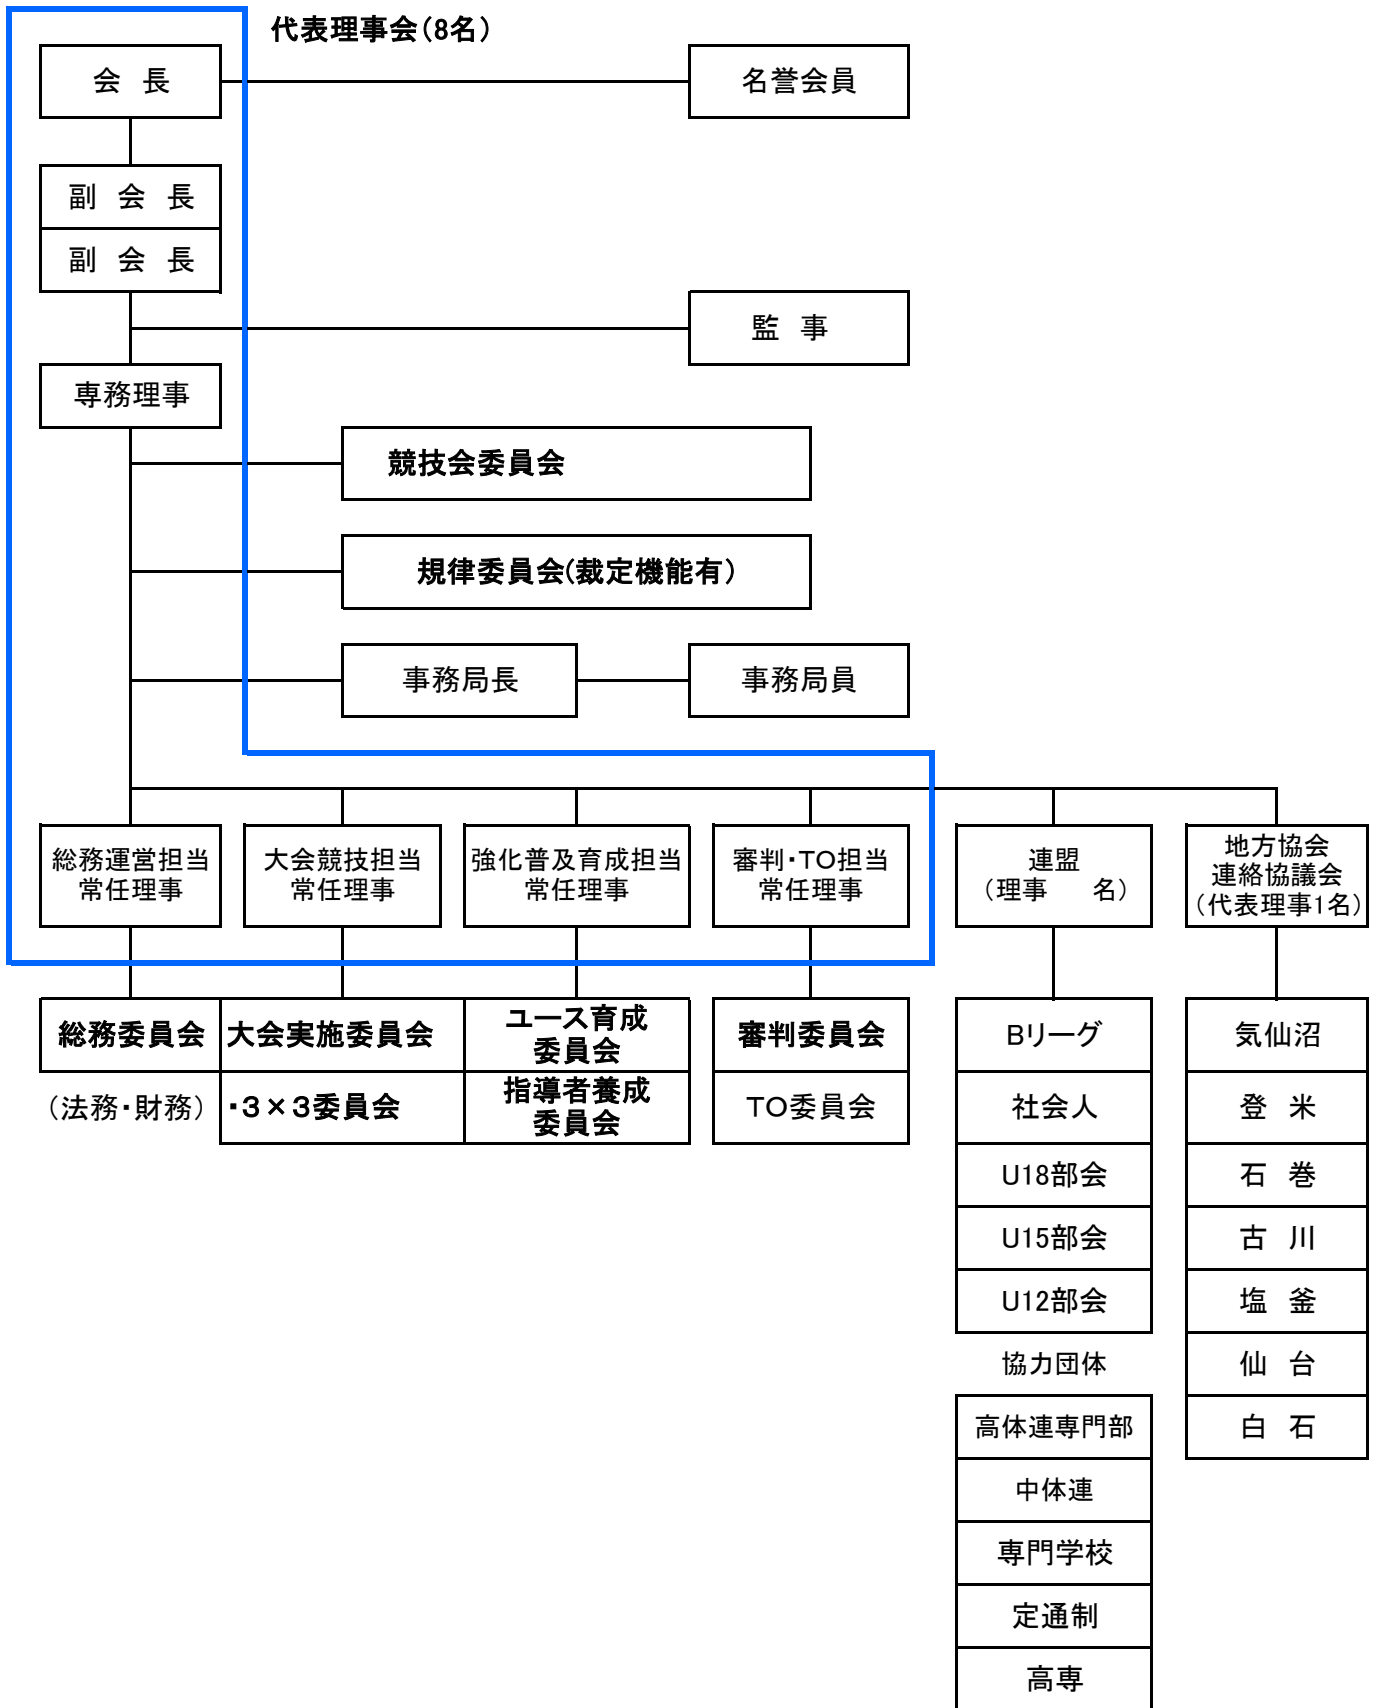 代表理事会(8名)
会 長
名誉会員
副 会 長
副 会 長
監 事
専務理事
競技会委員会
規律委員会(裁定機能有)
事務局長
事務局員
総務運営担当
常任理事
大会競技担当
常任理事
強化普及育成担当
常任理事
審判・TO担当
常任理事
連盟
(理事 名)
地方協会
連絡協議会
(代表理事1名)
総務委員会
(法務・財務)
大会実施委員会
・3×3委員会
ユース育成
委員会
指導者養成
委員会
審判委員会
TO委員会
Bリーグ
社会人
U18部会
U15部会
U12部会
協力団体
高体連専門部
中体連
専門学校
定通制
高専
気仙沼
登 米
石 巻
古 川
塩 釜
仙 台
白 石